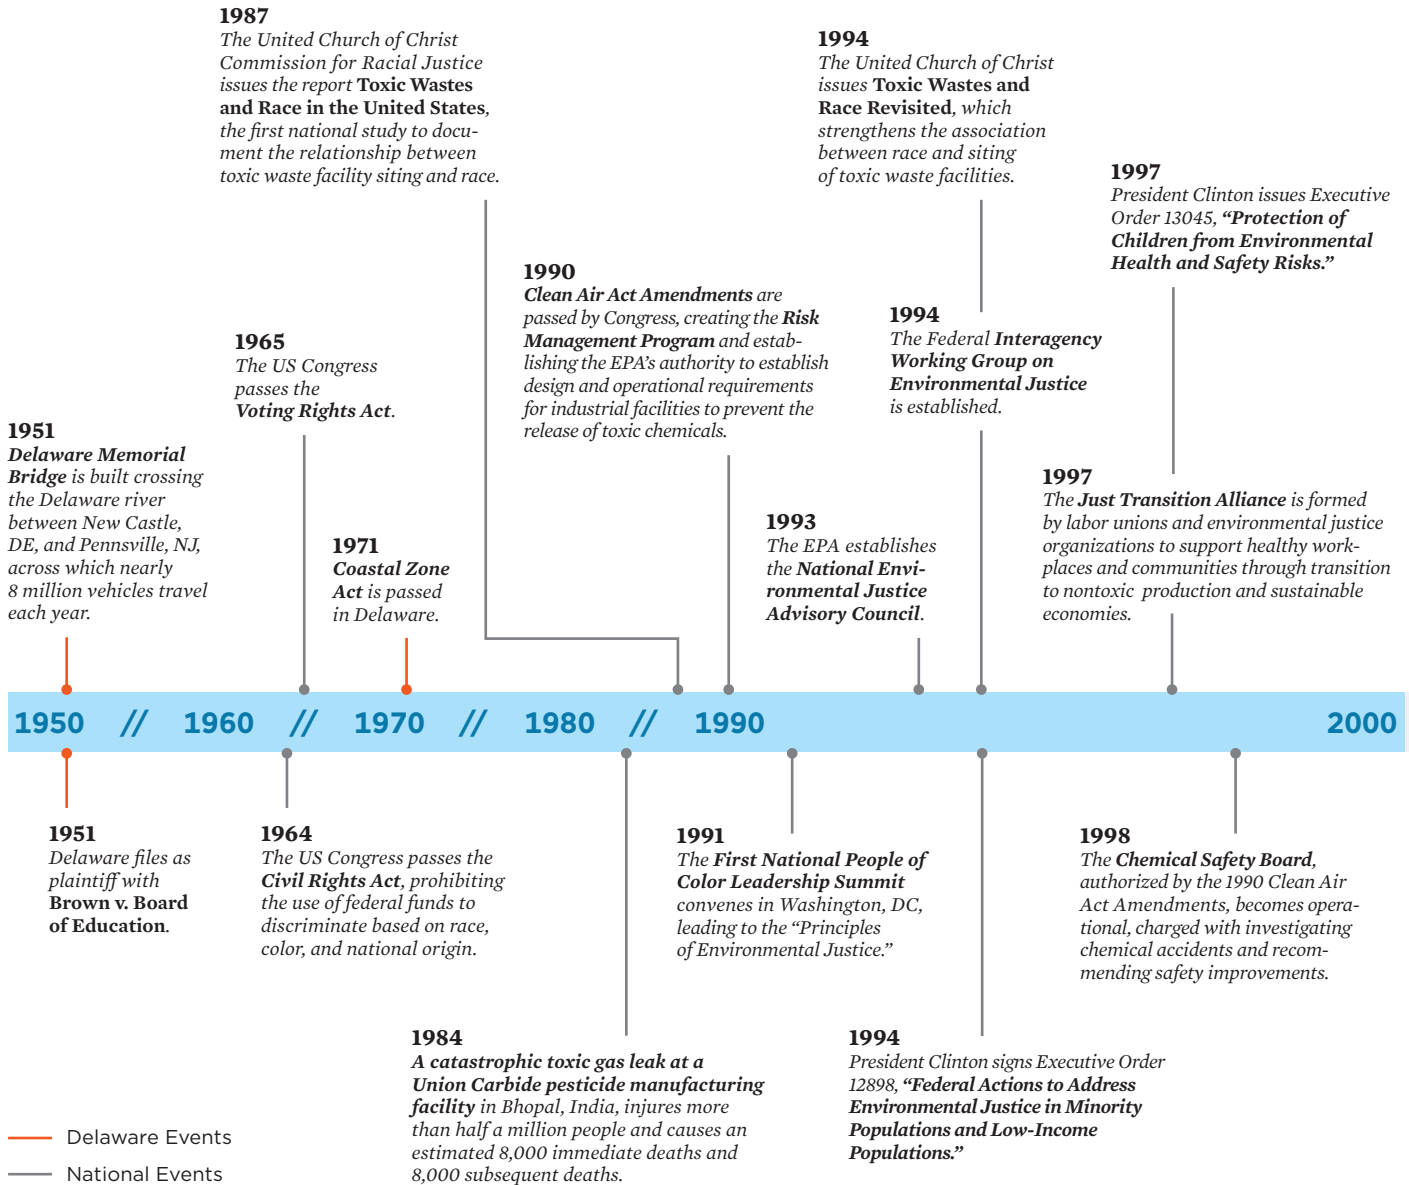 1987
The United Church of Christ
Commission for Racial Justice
issues the report Toxic Wastes
and Race in the United States,
the first national study to docu-
ment the relationship between
toxic waste facility siting and race.
1994
The United Church of Christ
issues Toxic Wastes and
Race Revisited, which
strengthens the association
between race and siting
of toxic waste facilities.
1997
President Clinton issues Executive
Order 13045, “Protection of
Children from Environmental
Health and Safety Risks.”
1990
Clean Air Act Amendments are
passed by Congress, creating the Risk
Management Program and estab-
lishing the EPA’s authority to establish
design and operational requirements
for industrial facilities to prevent the
release of toxic chemicals.
1994
The Federal Interagency
Working Group on
Environmental Justice
is established.
1965
The US Congress
passes the
Voting Rights Act.
1951
Delaware Memorial
Bridge is built crossing
the Delaware river
between New Castle,
DE, and Pennsville, NJ,
across which nearly
8 million vehicles travel
each year.
1971
Coastal Zone
Act is passed
in Delaware.
1993
The EPA establishes
the National Envi-
ronmental Justice
Advisory Council.
1997
The Just Transition Alliance is formed
by labor unions and environmental justice
organizations to support healthy work-
places and communities through transition
to nontoxic production and sustainable
economies.
1950 // 1960 // 1970 // 1980 // 1990 2000
1951
Delaware files as
plaintiff with
Brown v. Board
of Education.
1964
The US Congress passes the
Civil Rights Act, prohibiting
the use of federal funds to
discriminate based on race,
color, and national origin.
1991
The First National People of
Color Leadership Summit
convenes in Washington, DC,
leading to the “Principles
of Environmental Justice.”
1998
The Chemical Safety Board,
authorized by the 1990 Clean Air
Act Amendments, becomes opera-
tional, charged with investigating
chemical accidents and recom-
mending safety improvements.
1984
A catastrophic toxic gas leak at a
Union Carbide pesticide manufacturing
facility in Bhopal, India, injures more
than half a million people and causes an
estimated 8,000 immediate deaths and
8,000 subsequent deaths.
1994
President Clinton signs Executive Order
12898, “Federal Actions to Address
Environmental Justice in Minority
Populations and Low-Income
Populations.”
Delaware Events
National Events